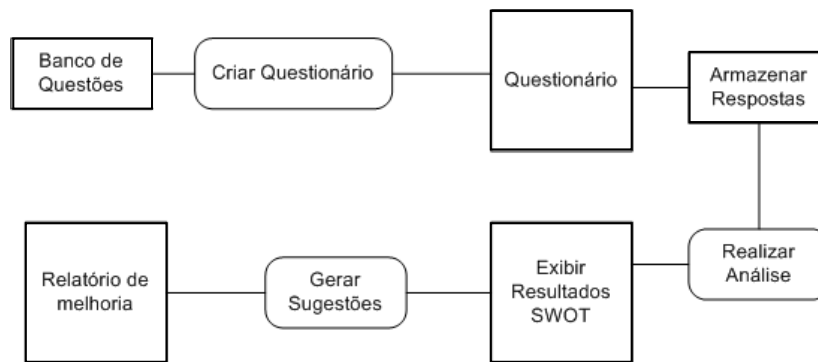 Banco de
Questões
Criar Questionário
Questionário
Armazenar
Respostas
Relatório de
melhoria
Gerar
Sugestões
Exibir
Resultados
SWOT
Realizar
Análise